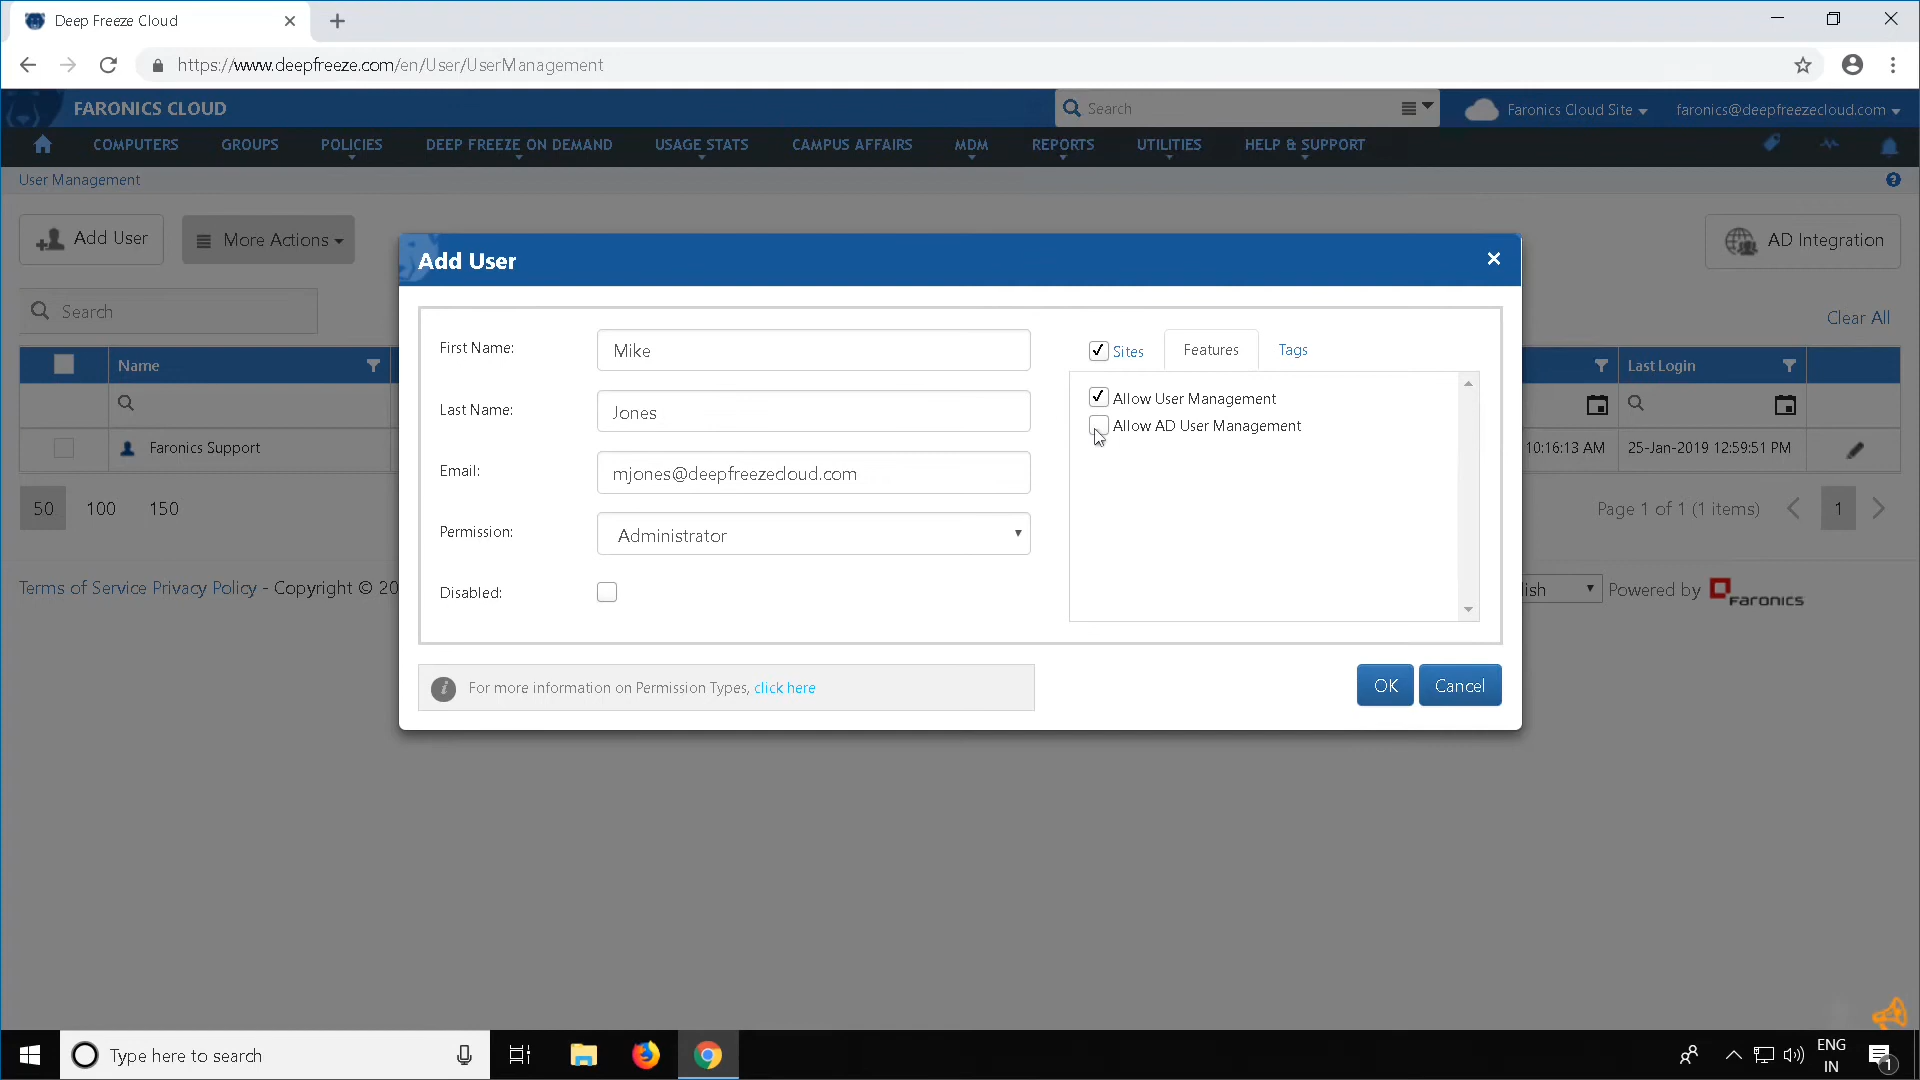 Deep Freeze Cloud
https://www.deepfreeze.com/en/User/UserManagement
FARONICS CLOUD
Search
Faronics Cloud Site
faronics@deepfreezecloud.com
COMPUTERS GROUPS POLICIES DEEP FREEZE ON DEMAND USAGE STATS CAMPUS AFFAIRS MDM REPORTS UTILITIES HELP & SUPPORT
User Management
Add User
More Actions
AD Integration
Search
Clear All
Name
Last Login
Faronics Support
10:16:13 AM
25-Jan-2019 12:59:51 PM
50 100 150
Page 1 of 1 (1 items)
1
Terms of Service Privacy Policy - Copyright © 20
lish
Powered by FARONICS
Add User
First Name:
Mike
Last Name:
Jones
Email:
mjones@deepfreezecloud.com
Permission:
Administrator
Disabled:
Sites Features Tags
Allow User Management
Allow AD User Management
For more information on Permission Types, click here
OK
Cancel
Type here to search
ENG
IN
1